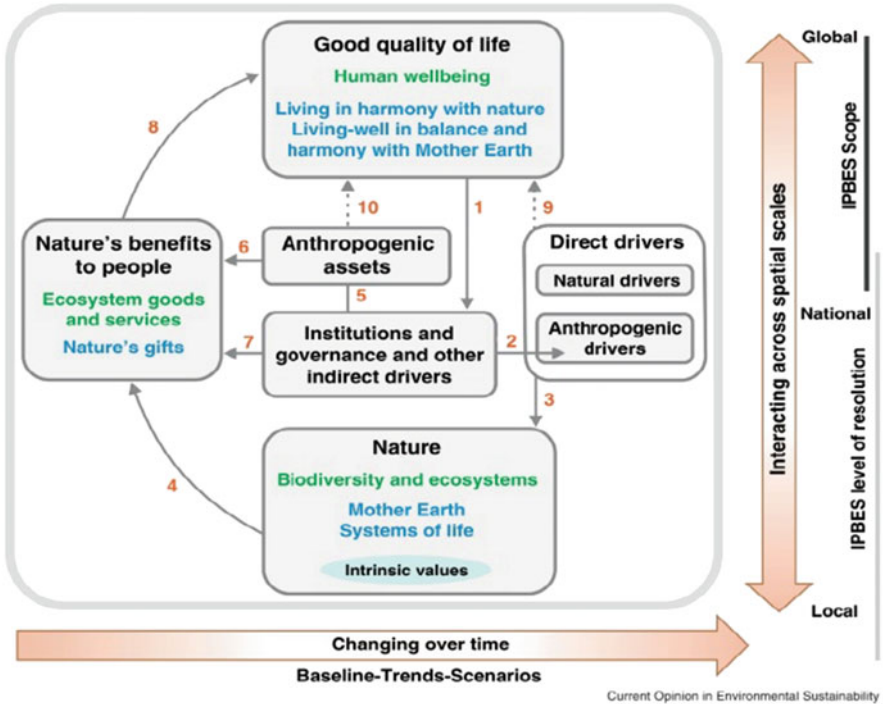 Good quality of life
Human wellbeing
Living in harmony with nature
Living-well in balance and
harmony with Mother Earth
8
10
1
9
Nature's benefits
to people
Ecosystem goods
and services
Nature's gifts
6
Anthropogenic
assets
5
7
Institutions and
governance and other
indirect drivers
2
Direct drivers
Natural drivers
Anthropogenic
drivers
3
4
Nature
Biodiversity and ecosystems
Mother Earth
Systems of life
Intrinsic values
Interacting across spatial scales
Global
National
Local
IPBES Scope
IPBES level of resolution
Changing over time
Baseline-Trends-Scenarios
Current Opinion in Environmental Sustainability